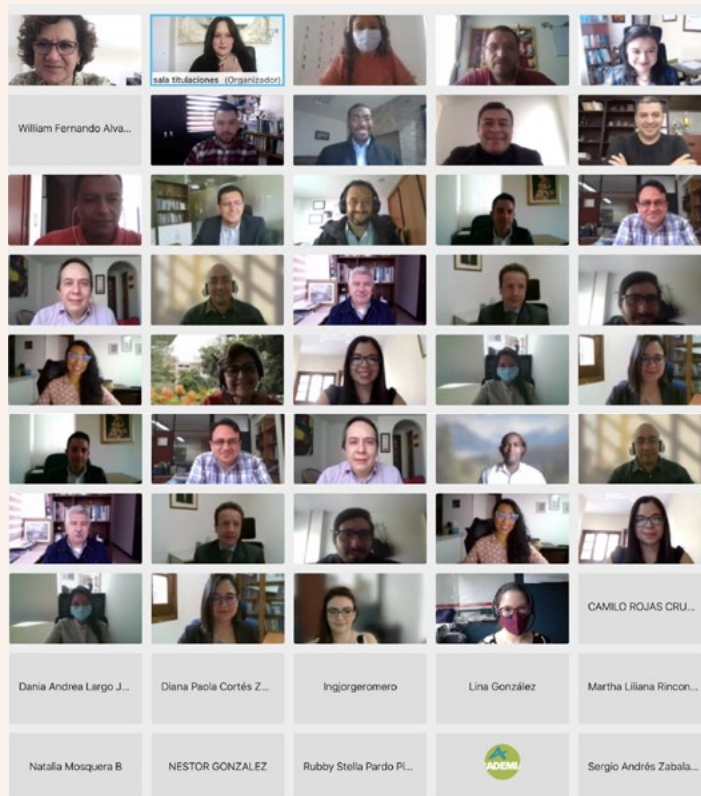 sala titulaciones (Organizador)
William Fernando Alva...
CAMILO ROJAS CRU...
Dania Andrea Largo J...
Diana Paola Cortés Z...
Ingjorgeromero
Lina González
Martha Liliana Rincon...
Natalia Mosquera B
NESTOR GONZALEZ
Rubby Stella Pardo Pi...
ACADEMIA
Sergio Andrés Zabala...